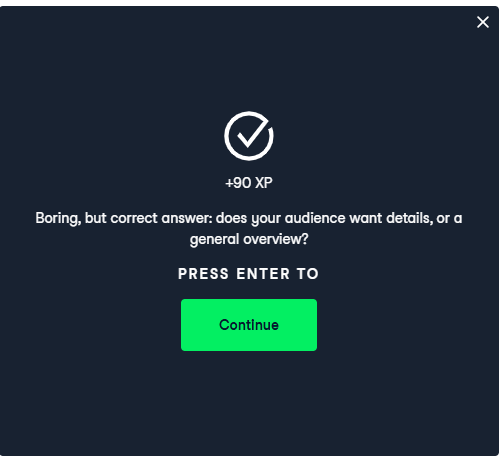 +90 XP
Boring, but correct answer: does your audience want details, or a
general overview?
PRESS ENTER TO
Continue